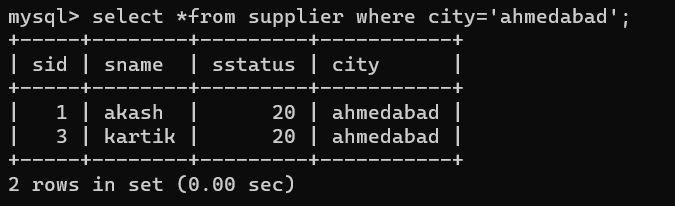 mysql> select *from supplier where city='ahmedabad';
+-----+--------+---------+-----------+
| sid | sname  | sstatus | city      |
+-----+--------+---------+-----------+
|   1 | akash  |      20 | ahmedabad |
|   3 | kartik |      20 | ahmedabad |
+-----+--------+---------+-----------+
2 rows in set (0.00 sec)